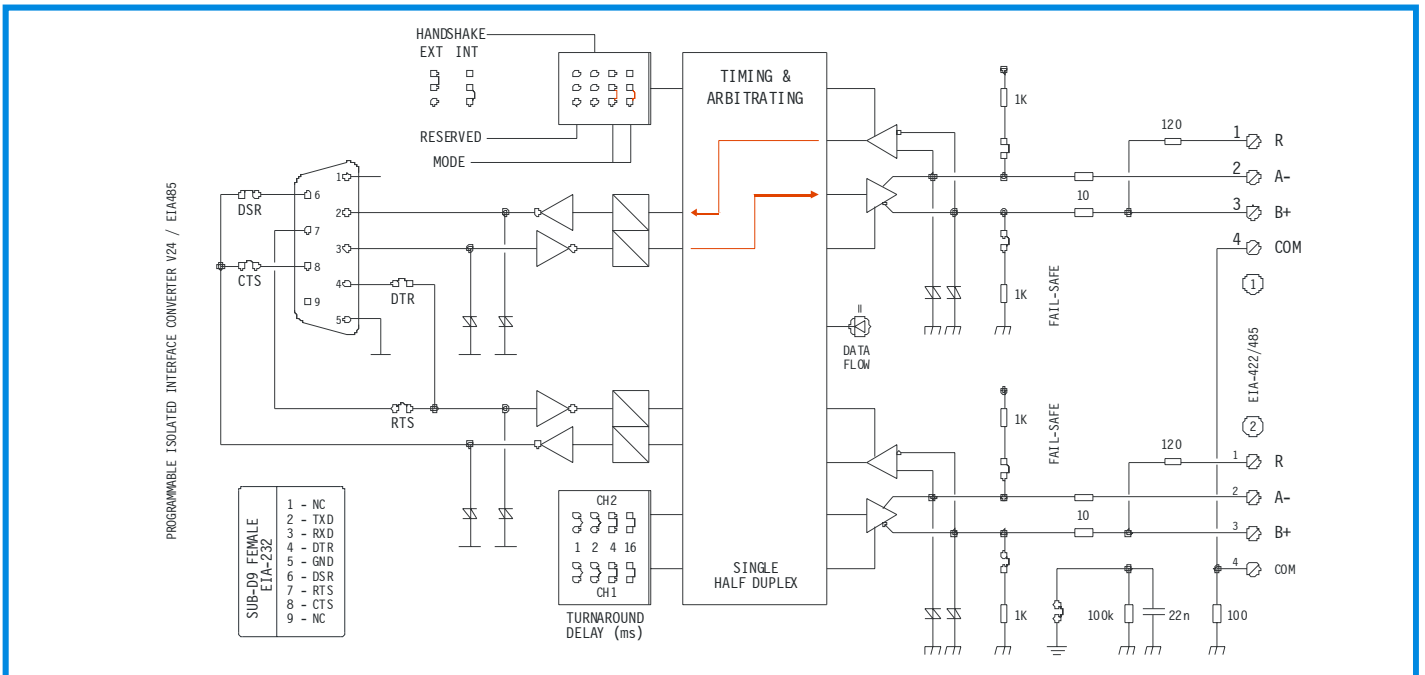 HANDSHAKE
EXT INT
RESERVED
MODE
TIMING &
ARBITRATING
SINGLE
HALF DUPLEX
PROGRAMMABLE ISOLATED INTERFACE CONVERTER V24 / EIA485
DSR
CTS
DTR
RTS
1
2
3
4
5
6
7
8
9
SUB-D9 FEMALE
EIA-232
1 - NC
2 - TXD
3 - RXD
4 - DTR
5 - GND
6 - DSR
7 - RTS
8 - CTS
9 - NC
CH2
1 2 4 16
CH1
TURNAROUND
DELAY (ms)
DATA
FLOW
1K
1K
FAIL-SAFE
120
10
1 R
2 A-
3 B+
4 COM
1
EIA-422/485
2
1K
FAIL-SAFE
120
10
1 R
2 A-
3 B+
4 COM
1K
100k
22n
100